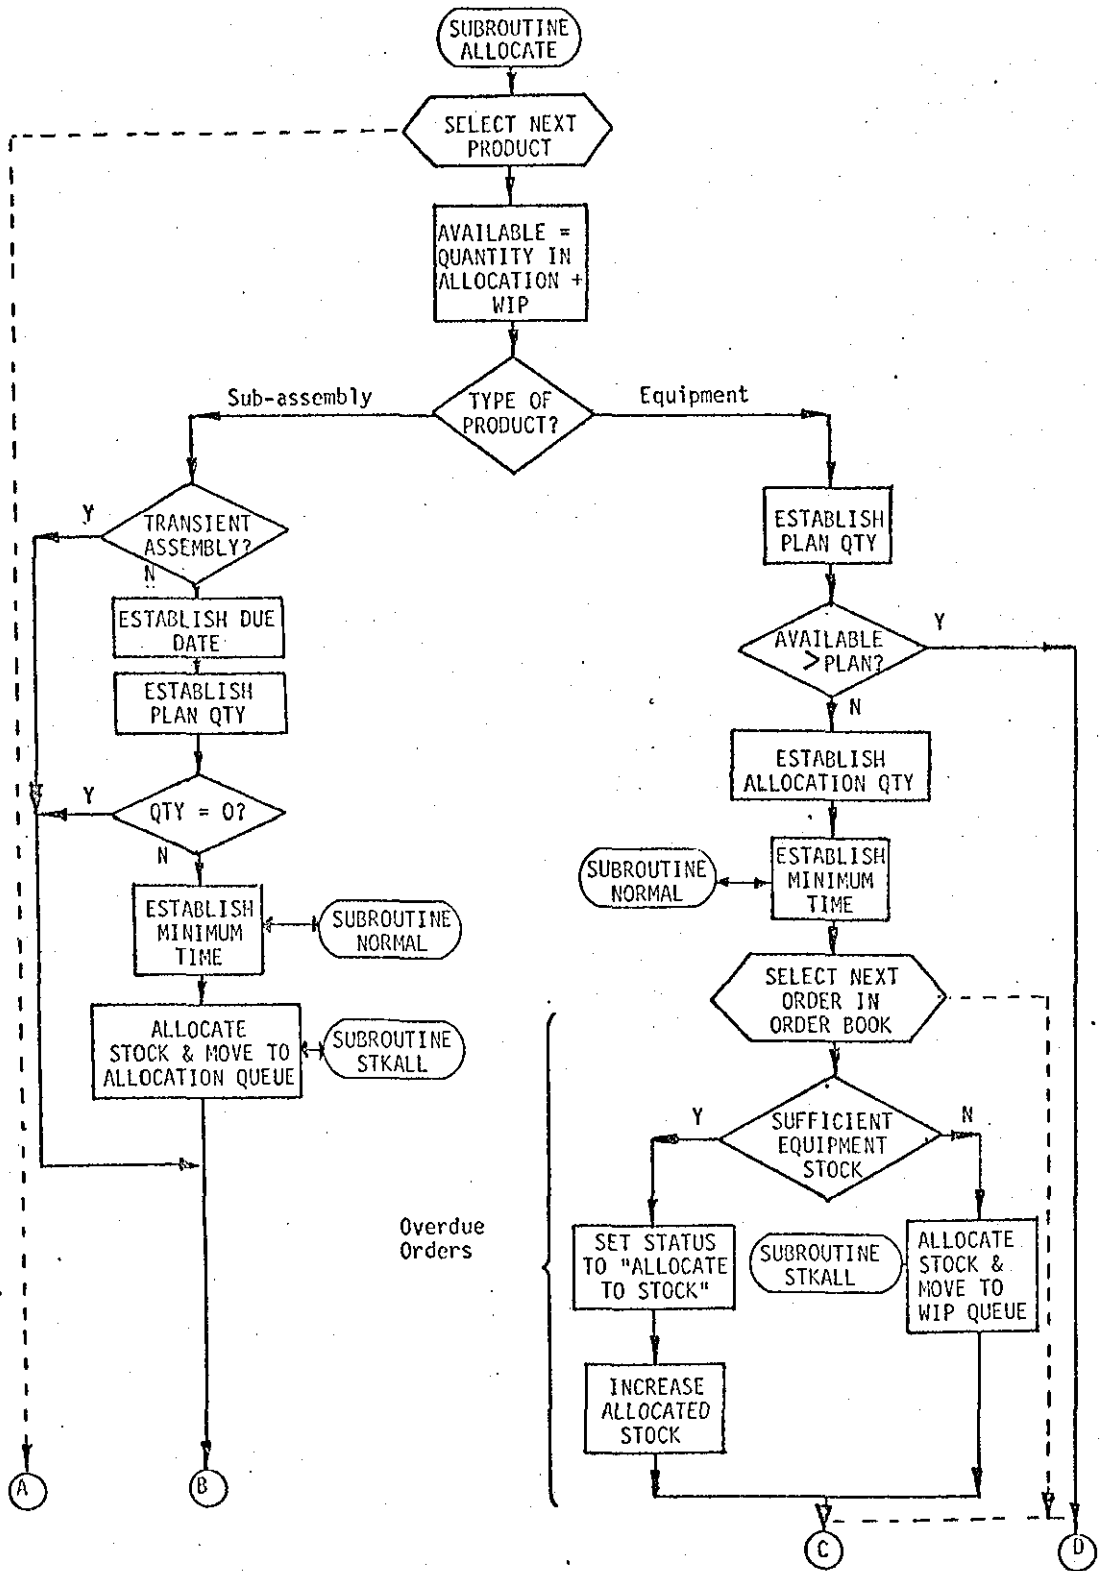 SUBROUTINE
ALLOCATE
SELECT NEXT
PRODUCT
AVAILABLE =
QUANTITY IN
ALLOCATION +
WIP
TYPE OF
PRODUCT?
Sub-assembly
Equipment
TRANSIENT
ASSEMBLY?
Y
N
ESTABLISH DUE
DATE
ESTABLISH
PLAN QTY
QTY = 0?
Y
N
ESTABLISH
MINIMUM
TIME
SUBROUTINE
NORMAL
ALLOCATE
STOCK & MOVE TO
ALLOCATION QUEUE
SUBROUTINE
STKALL
ESTABLISH
PLAN QTY
AVAILABLE
>PLAN?
Y
N
ESTABLISH
ALLOCATION QTY
SUBROUTINE
NORMAL
ESTABLISH
MINIMUM
TIME
SELECT NEXT
ORDER IN
ORDER BOOK
SUFFICIENT
EQUIPMENT
STOCK
Y
N
Overdue
Orders
SET STATUS
TO "ALLOCATE
TO STOCK"
SUBROUTINE
STKALL
ALLOCATE
STOCK &
MOVE TO
WIP QUEUE
INCREASE
ALLOCATED
STOCK
A
B
C
D